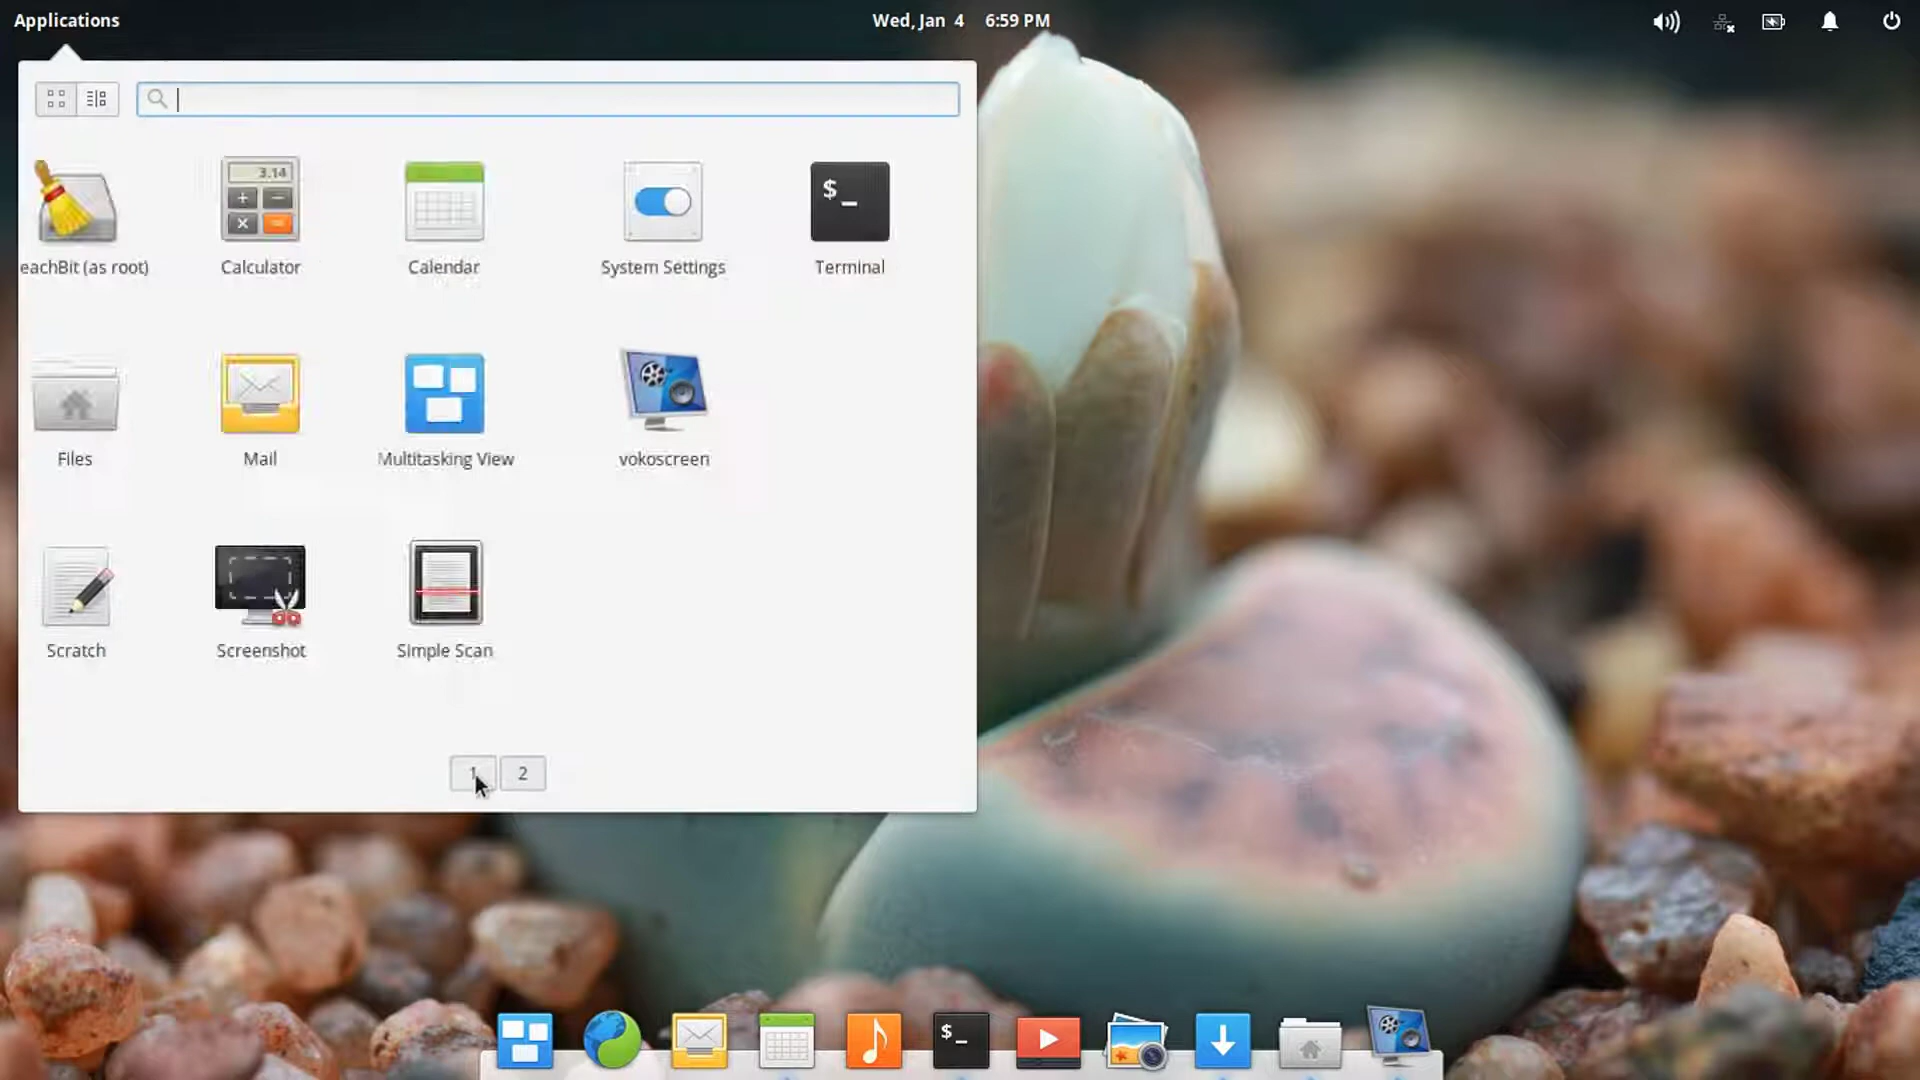 Applications
Wed, Jan 4 6:59 PM
3.14
$_
eachBit (as root)
Calculator
Calendar
System Settings
Terminal
Files
Mail
Multitasking View
vokoscreen
Scratch
Screenshot
Simple Scan
1
2
$_